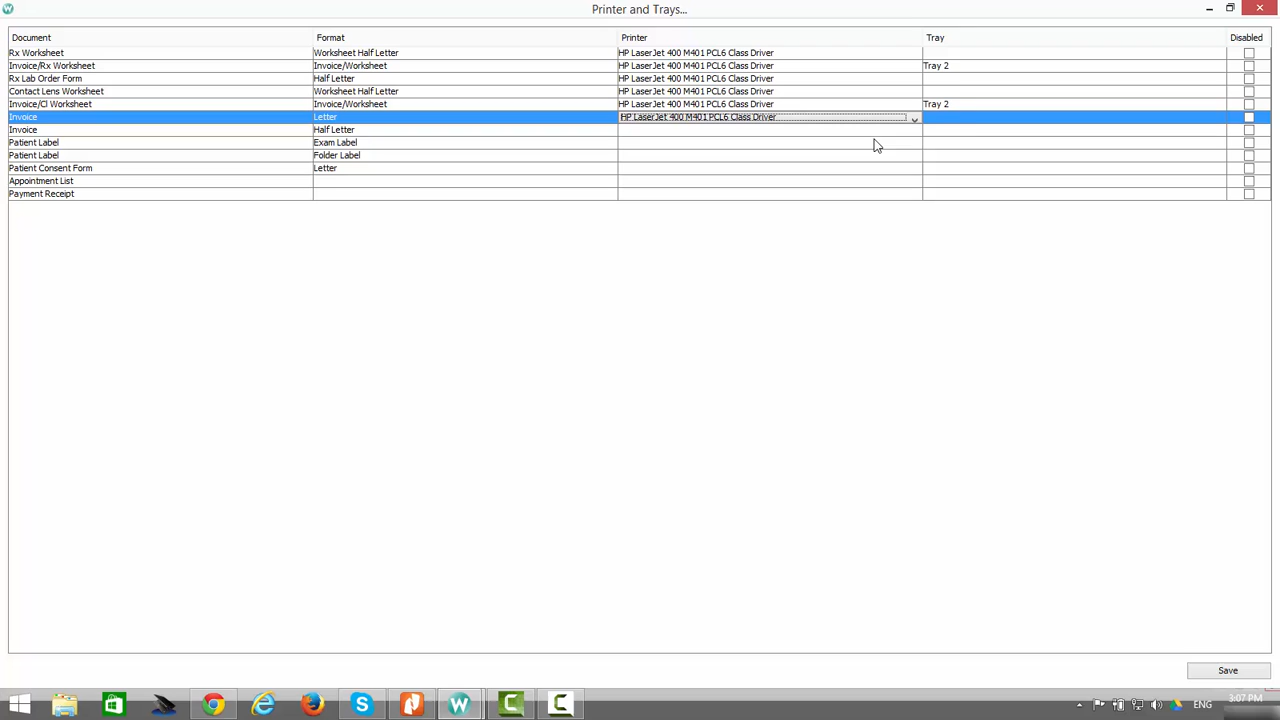 Printer and Trays...
Document Format Printer Tray Disabled
Rx Worksheet Worksheet Half Letter HP LaserJet 400 M401 PCL6 Class Driver
Invoice/Rx Worksheet Invoice/Worksheet HP LaserJet 400 M401 PCL6 Class Driver Tray 2
Rx Lab Order Form Half Letter HP LaserJet 400 M401 PCL6 Class Driver
Contact Lens Worksheet Worksheet Half Letter HP LaserJet 400 M401 PCL6 Class Driver
Invoice/Cl Worksheet Invoice/Worksheet HP LaserJet 400 M401 PCL6 Class Driver Tray 2
Invoice Letter HP LaserJet 400 M401 PCL6 Class Driver
Invoice Half Letter
Patient Label Exam Label
Patient Label Folder Label
Patient Consent Form Letter
Appointment List
Payment Receipt
Save
ENG 3:07 PM